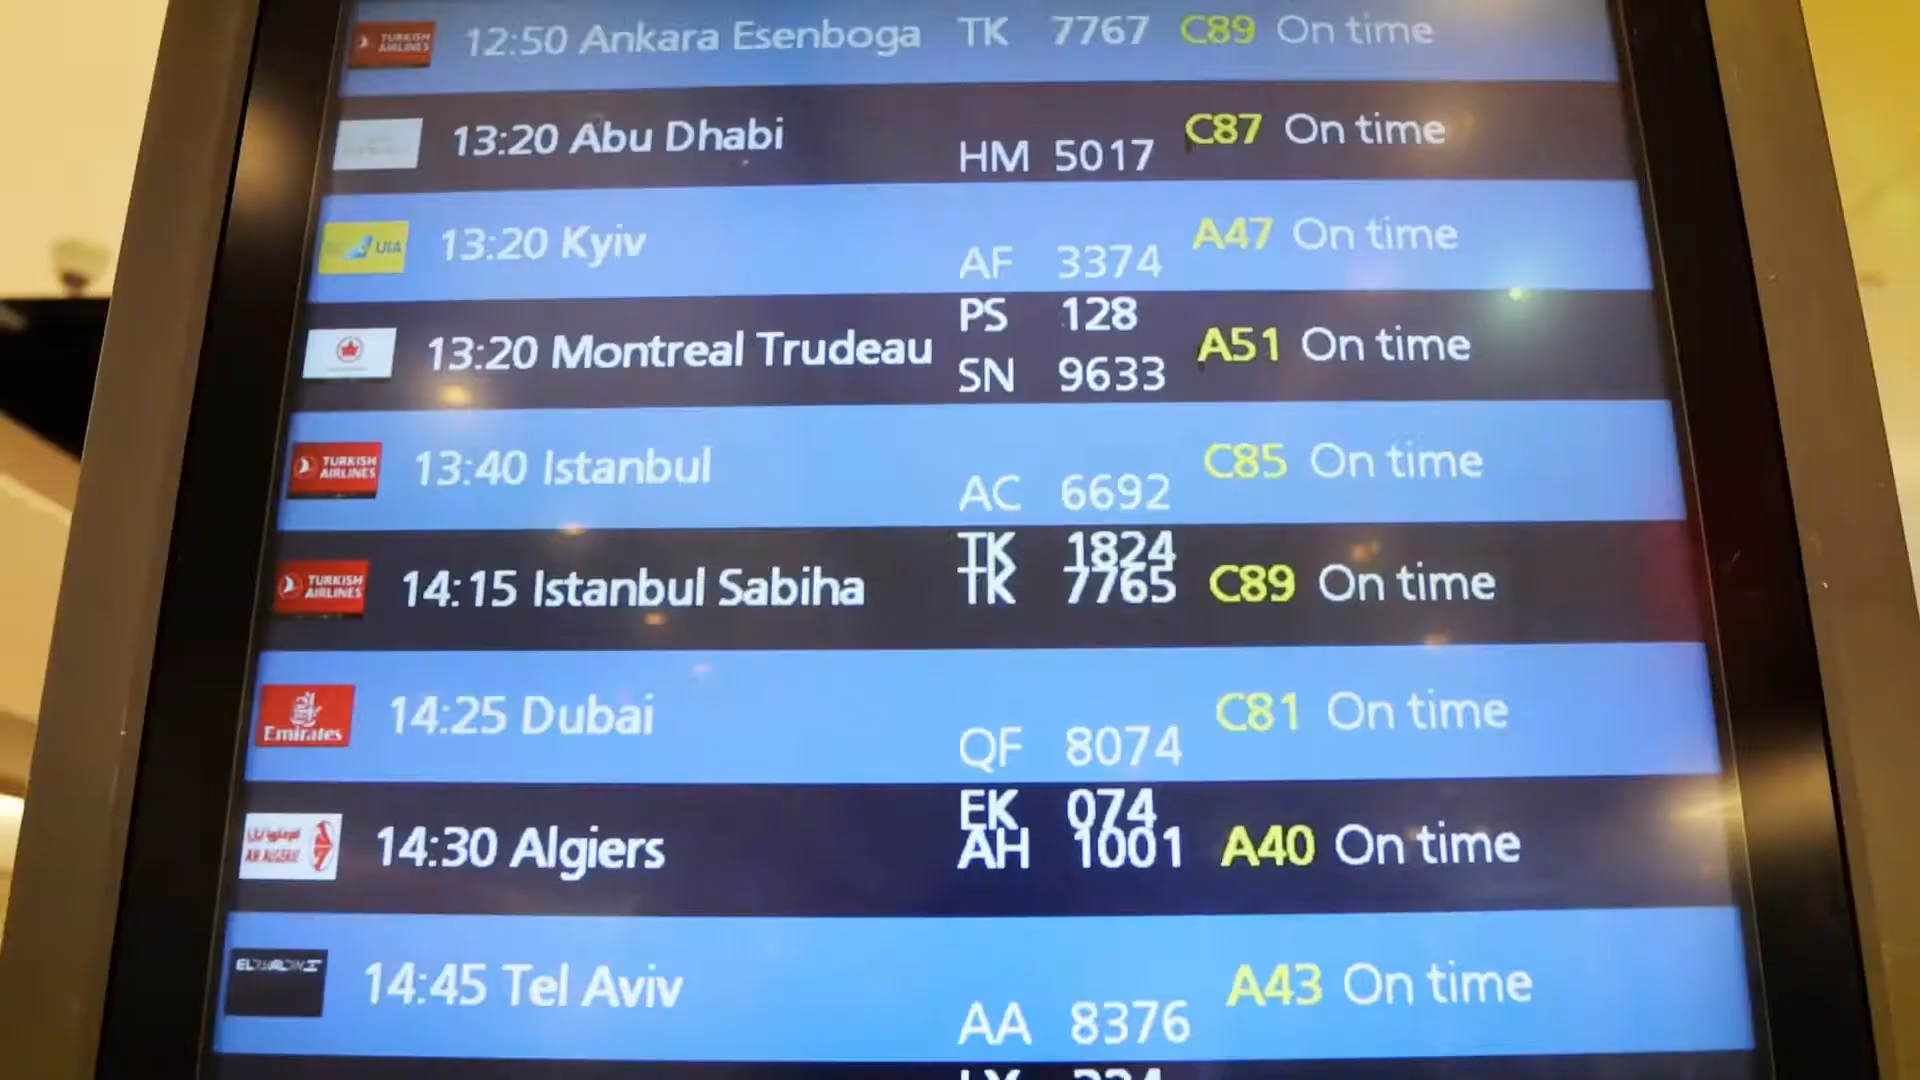 TURKISH AIRLINES 12:50 Ankara Esenboga TK 7767 C89 On time
13:20 Abu Dhabi HM 5017 C87 On time
UIA 13:20 Kyiv AF 3374 A47 On time
PS 128
13:20 Montreal Trudeau SN 9633 A51 On time
TURKISH AIRLINES 13:40 Istanbul AC 6692 C85 On time
TK 1824
TURKISH AIRLINES 14:15 Istanbul Sabiha TK 7765 C89 On time
Emirates 14:25 Dubai QF 8074 C81 On time
EK 074
AIR ALGERIE 14:30 Algiers AH 1001 A40 On time
14:45 Tel Aviv AA 8376 A43 On time